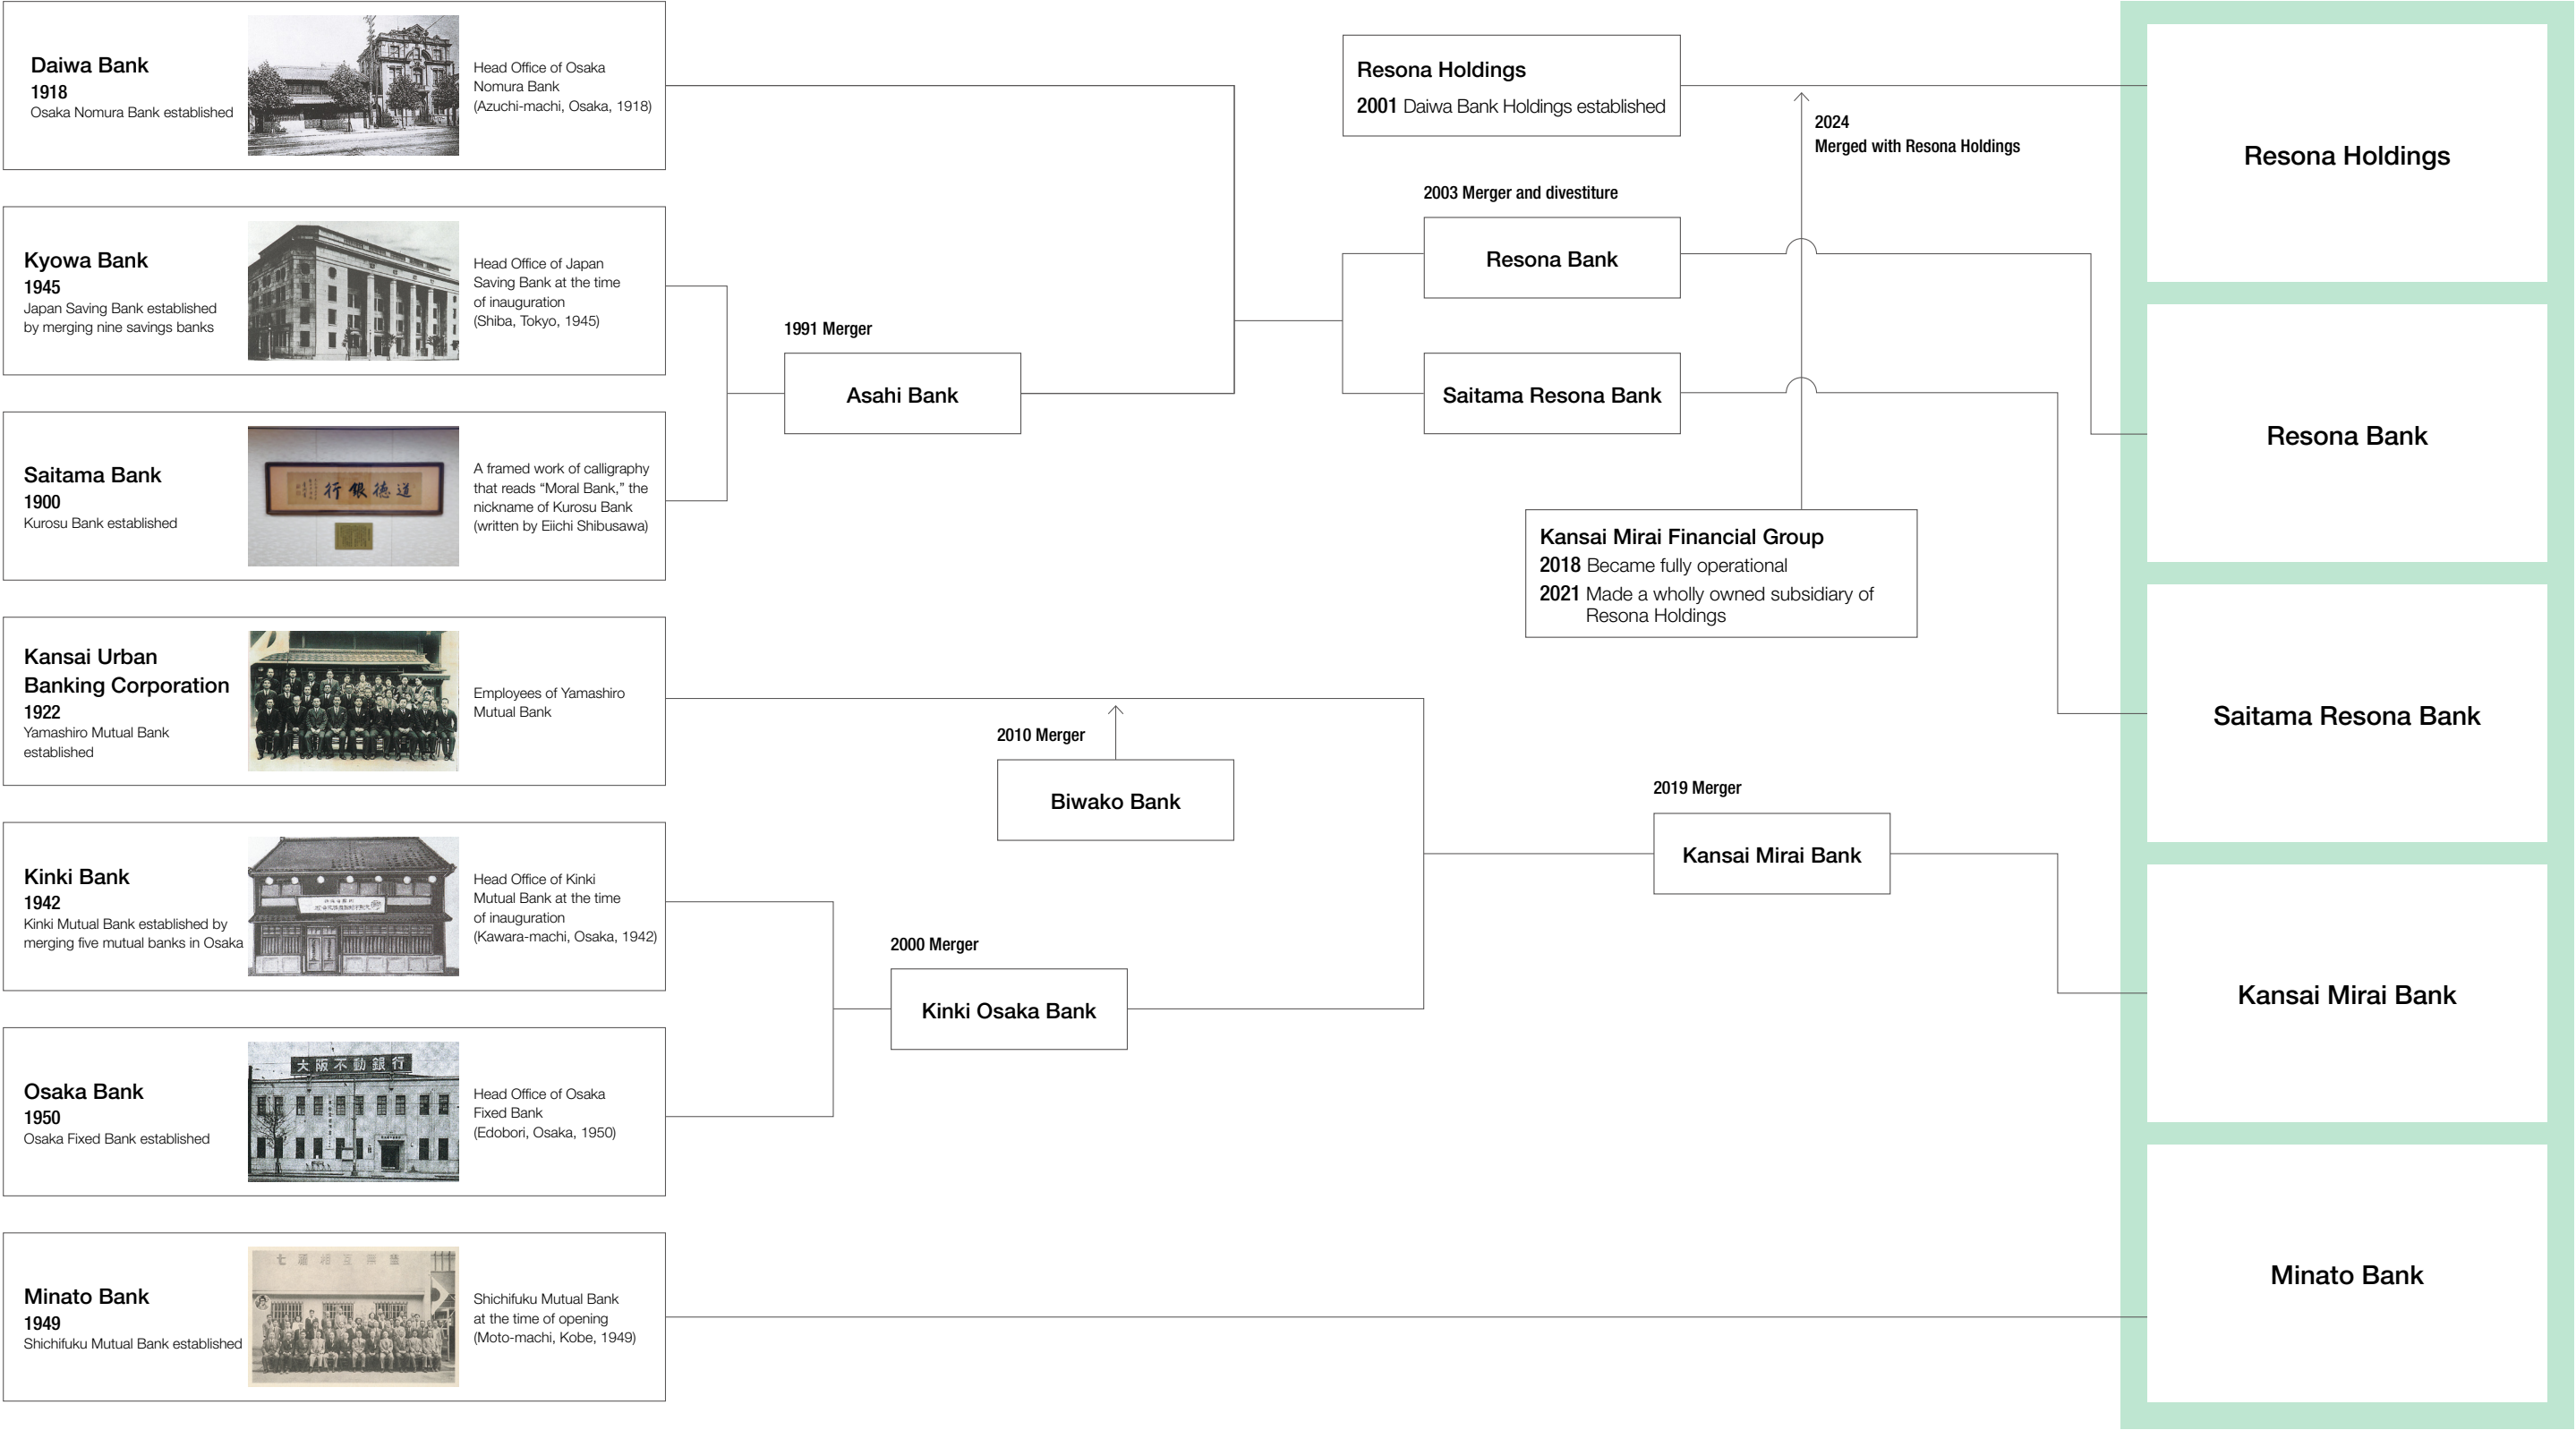 Daiwa Bank
1918
Osaka Nomura Bank established
Head Office of Osaka
Nomura Bank
(Azuchi-machi, Osaka, 1918)
Kyowa Bank
1945
Japan Saving Bank established
by merging nine savings banks
Head Office of Japan
Saving Bank at the time
of inauguration
(Shiba, Tokyo, 1945)
Saitama Bank
1900
Kurosu Bank established
行銀徳道
A framed work of calligraphy
that reads “Moral Bank,” the
nickname of Kurosu Bank
(written by Eiichi Shibusawa)
Kansai Urban
Banking Corporation
1922
Yamashiro Mutual Bank
established
Employees of Yamashiro
Mutual Bank
Kinki Bank
1942
Kinki Mutual Bank established by
merging five mutual banks in Osaka
Head Office of Kinki
Mutual Bank at the time
of inauguration
(Kawara-machi, Osaka, 1942)
Osaka Bank
1950
Osaka Fixed Bank established
大阪不動銀行
Head Office of Osaka
Fixed Bank
(Edobori, Osaka, 1950)
Minato Bank
1949
Shichifuku Mutual Bank established
Shichifuku Mutual Bank
at the time of opening
(Moto-machi, Kobe, 1949)
1991 Merger
Asahi Bank
2010 Merger
Biwako Bank
2000 Merger
Kinki Osaka Bank
Resona Holdings
2001 Daiwa Bank Holdings established
2024
Merged with Resona Holdings
2003 Merger and divestiture
Resona Bank
Saitama Resona Bank
Kansai Mirai Financial Group
2018 Became fully operational
2021 Made a wholly owned subsidiary of
Resona Holdings
2019 Merger
Kansai Mirai Bank
Resona Holdings
Resona Bank
Saitama Resona Bank
Kansai Mirai Bank
Minato Bank